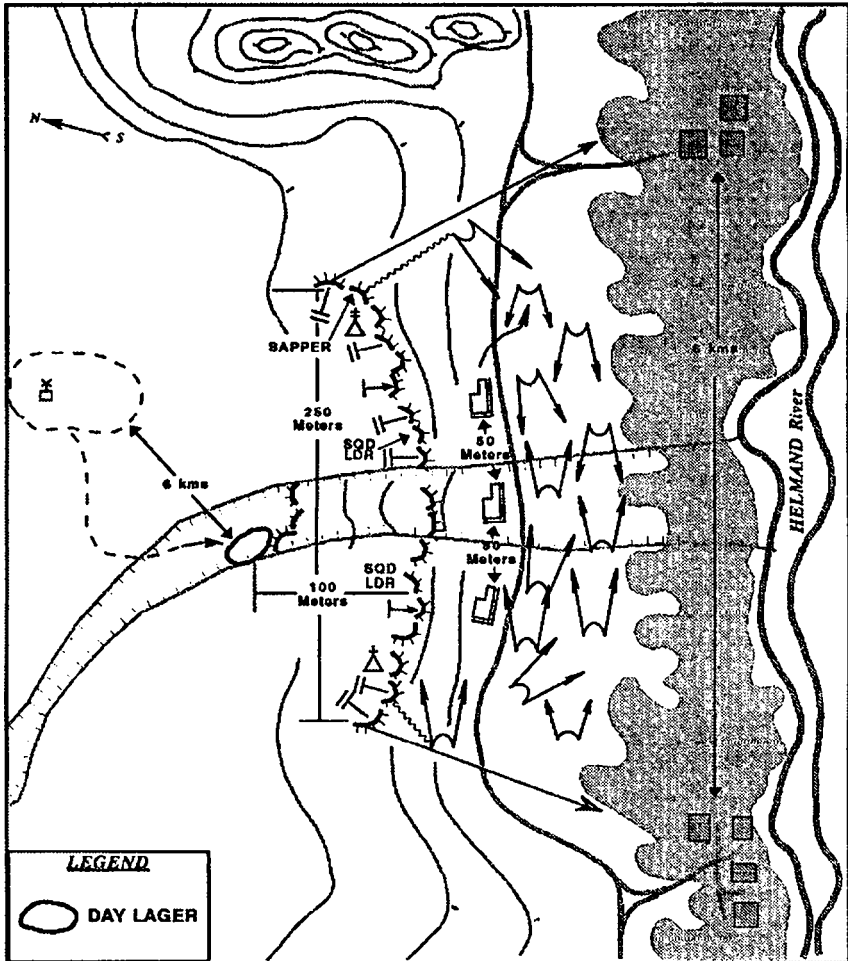 N
S
SAPPER
250
Meters
SQD
LDR
6 kms
50
Meters
6 kms
50
Meters
HELMAND River
SQD
LDR
100
Meters
LEGEND
DAY LAGER